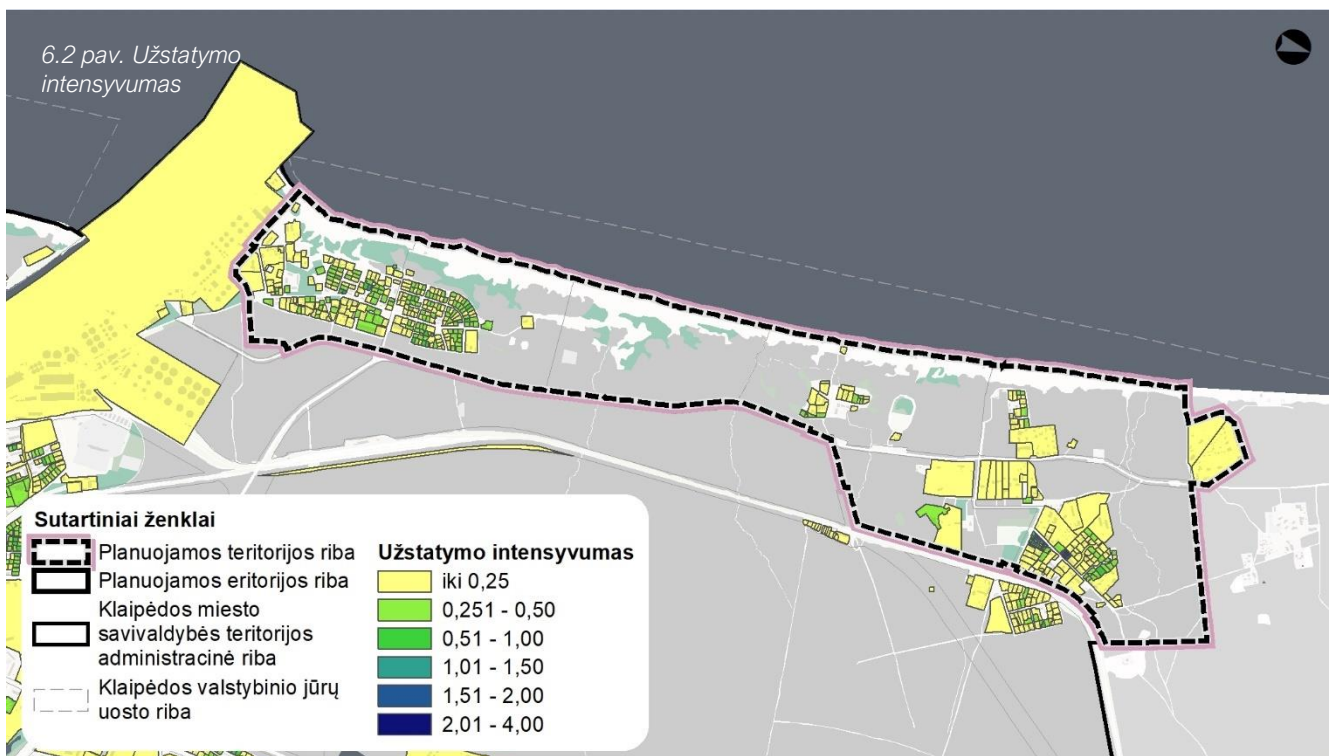 6.2 pav. Užstatymo
intensyvumas
Sutartiniai ženklai
Planuojamos teritorijos riba
Planuojamos eritorijos riba
Klaipėdos miesto
savivaldybės teritorijos
administracinė riba
Klaipėdos valstybinio jūrų
uosto riba
Užstatymo intensyvumas
iki 0,25
0,251 - 0,50
0,51 - 1,00
1,01 - 1,50
1,51 - 2,00
2,01 - 4,00